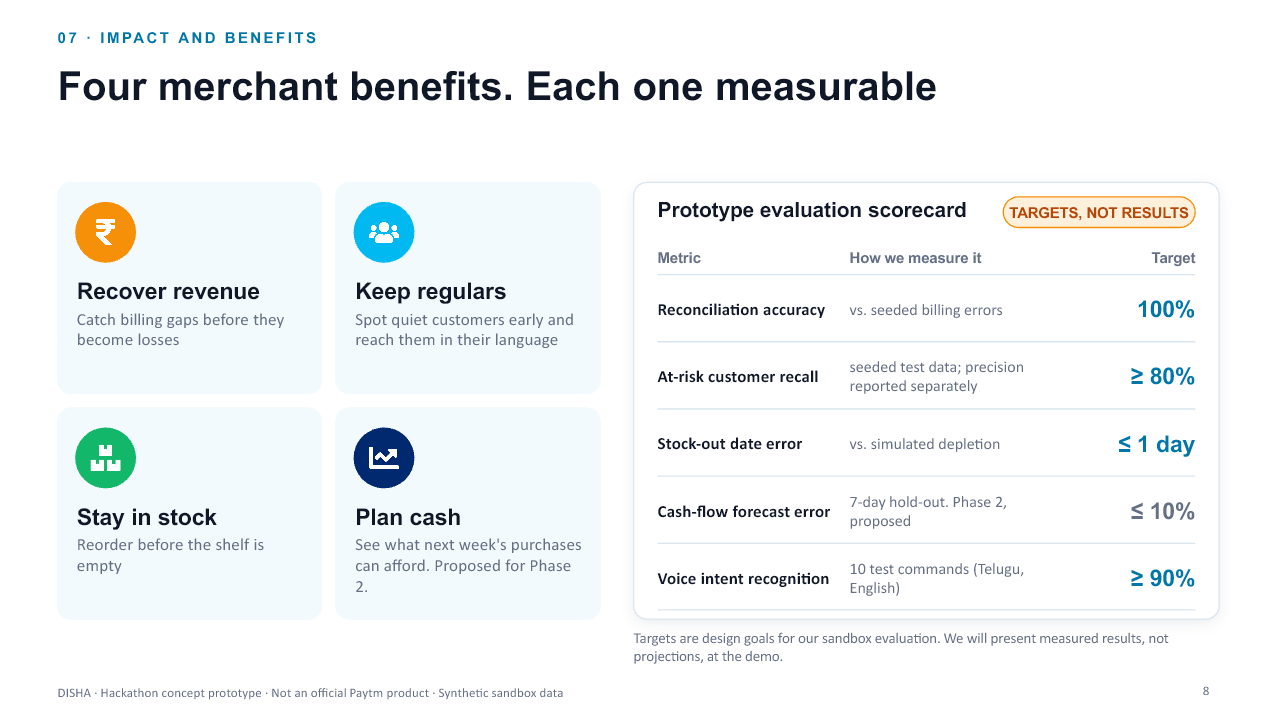 07 · IMPACT AND BENEFITS
Four merchant benefits. Each one measurable
Recover revenue
Catch billing gaps before they
become losses
Keep regulars
Spot quiet customers early and
reach them in their language
Stay in stock
Reorder before the shelf is
empty
Plan cash
See what next week's purchases
can afford. Proposed for Phase
2.
Prototype evaluation scorecard
TARGETS, NOT RESULTS
Metric How we measure it Target
Reconciliation accuracy vs. seeded billing errors 100%
At-risk customer recall
seeded test data; precision
reported separately
≥ 80%
Stock-out date error vs. simulated depletion ≤ 1 day
Cash-flow forecast error
7-day hold-out. Phase 2,
proposed
≤ 10%
Voice intent recognition
10 test commands (Telugu,
English)
≥ 90%
Targets are design goals for our sandbox evaluation. We will present measured results, not
projections, at the demo.
DISHA · Hackathon concept prototype · Not an official Paytm product · Synthetic sandbox data
8